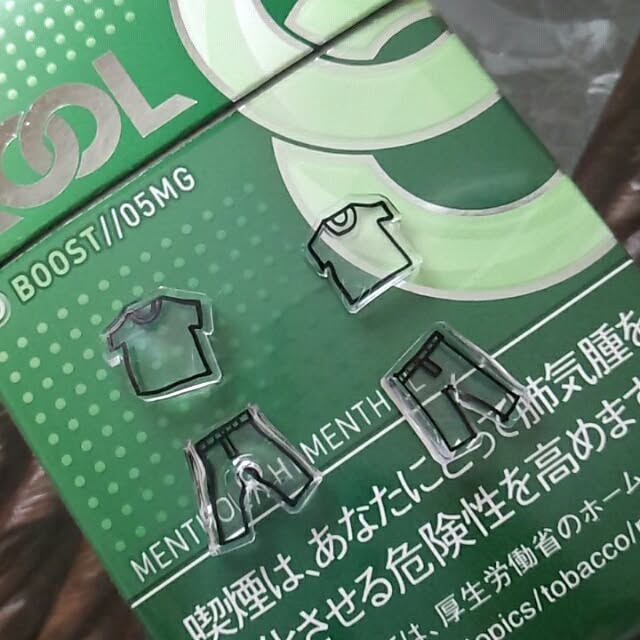 KOOL
BOOST//05MG
MENTHOL
MENTH
喫煙は、あなたにとって肺気腫を
させる危険性を高めま
は、厚生労働省のホーム
pics/tobacco/